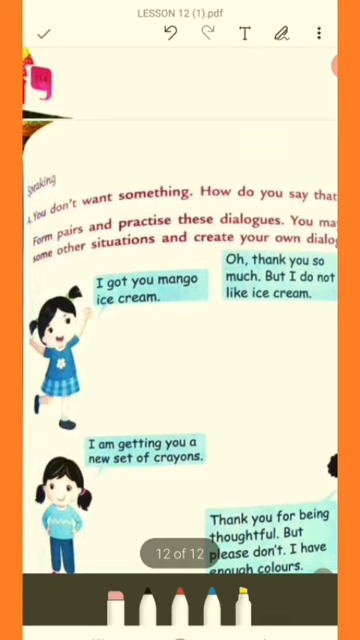 LESSON 12 (1).pdf
T
114
Speaking
A. You don't want something. How do you say that
Form pairs and practise these dialogues. You
some other situations and create your own
I got you mango
ice cream.
Oh, thank you so
much. But I do not
like ice cream.
I am getting you a
new set of crayons.
Thank you for being
thoughtful. But
please don't. I have
enough colours.
12 of 12